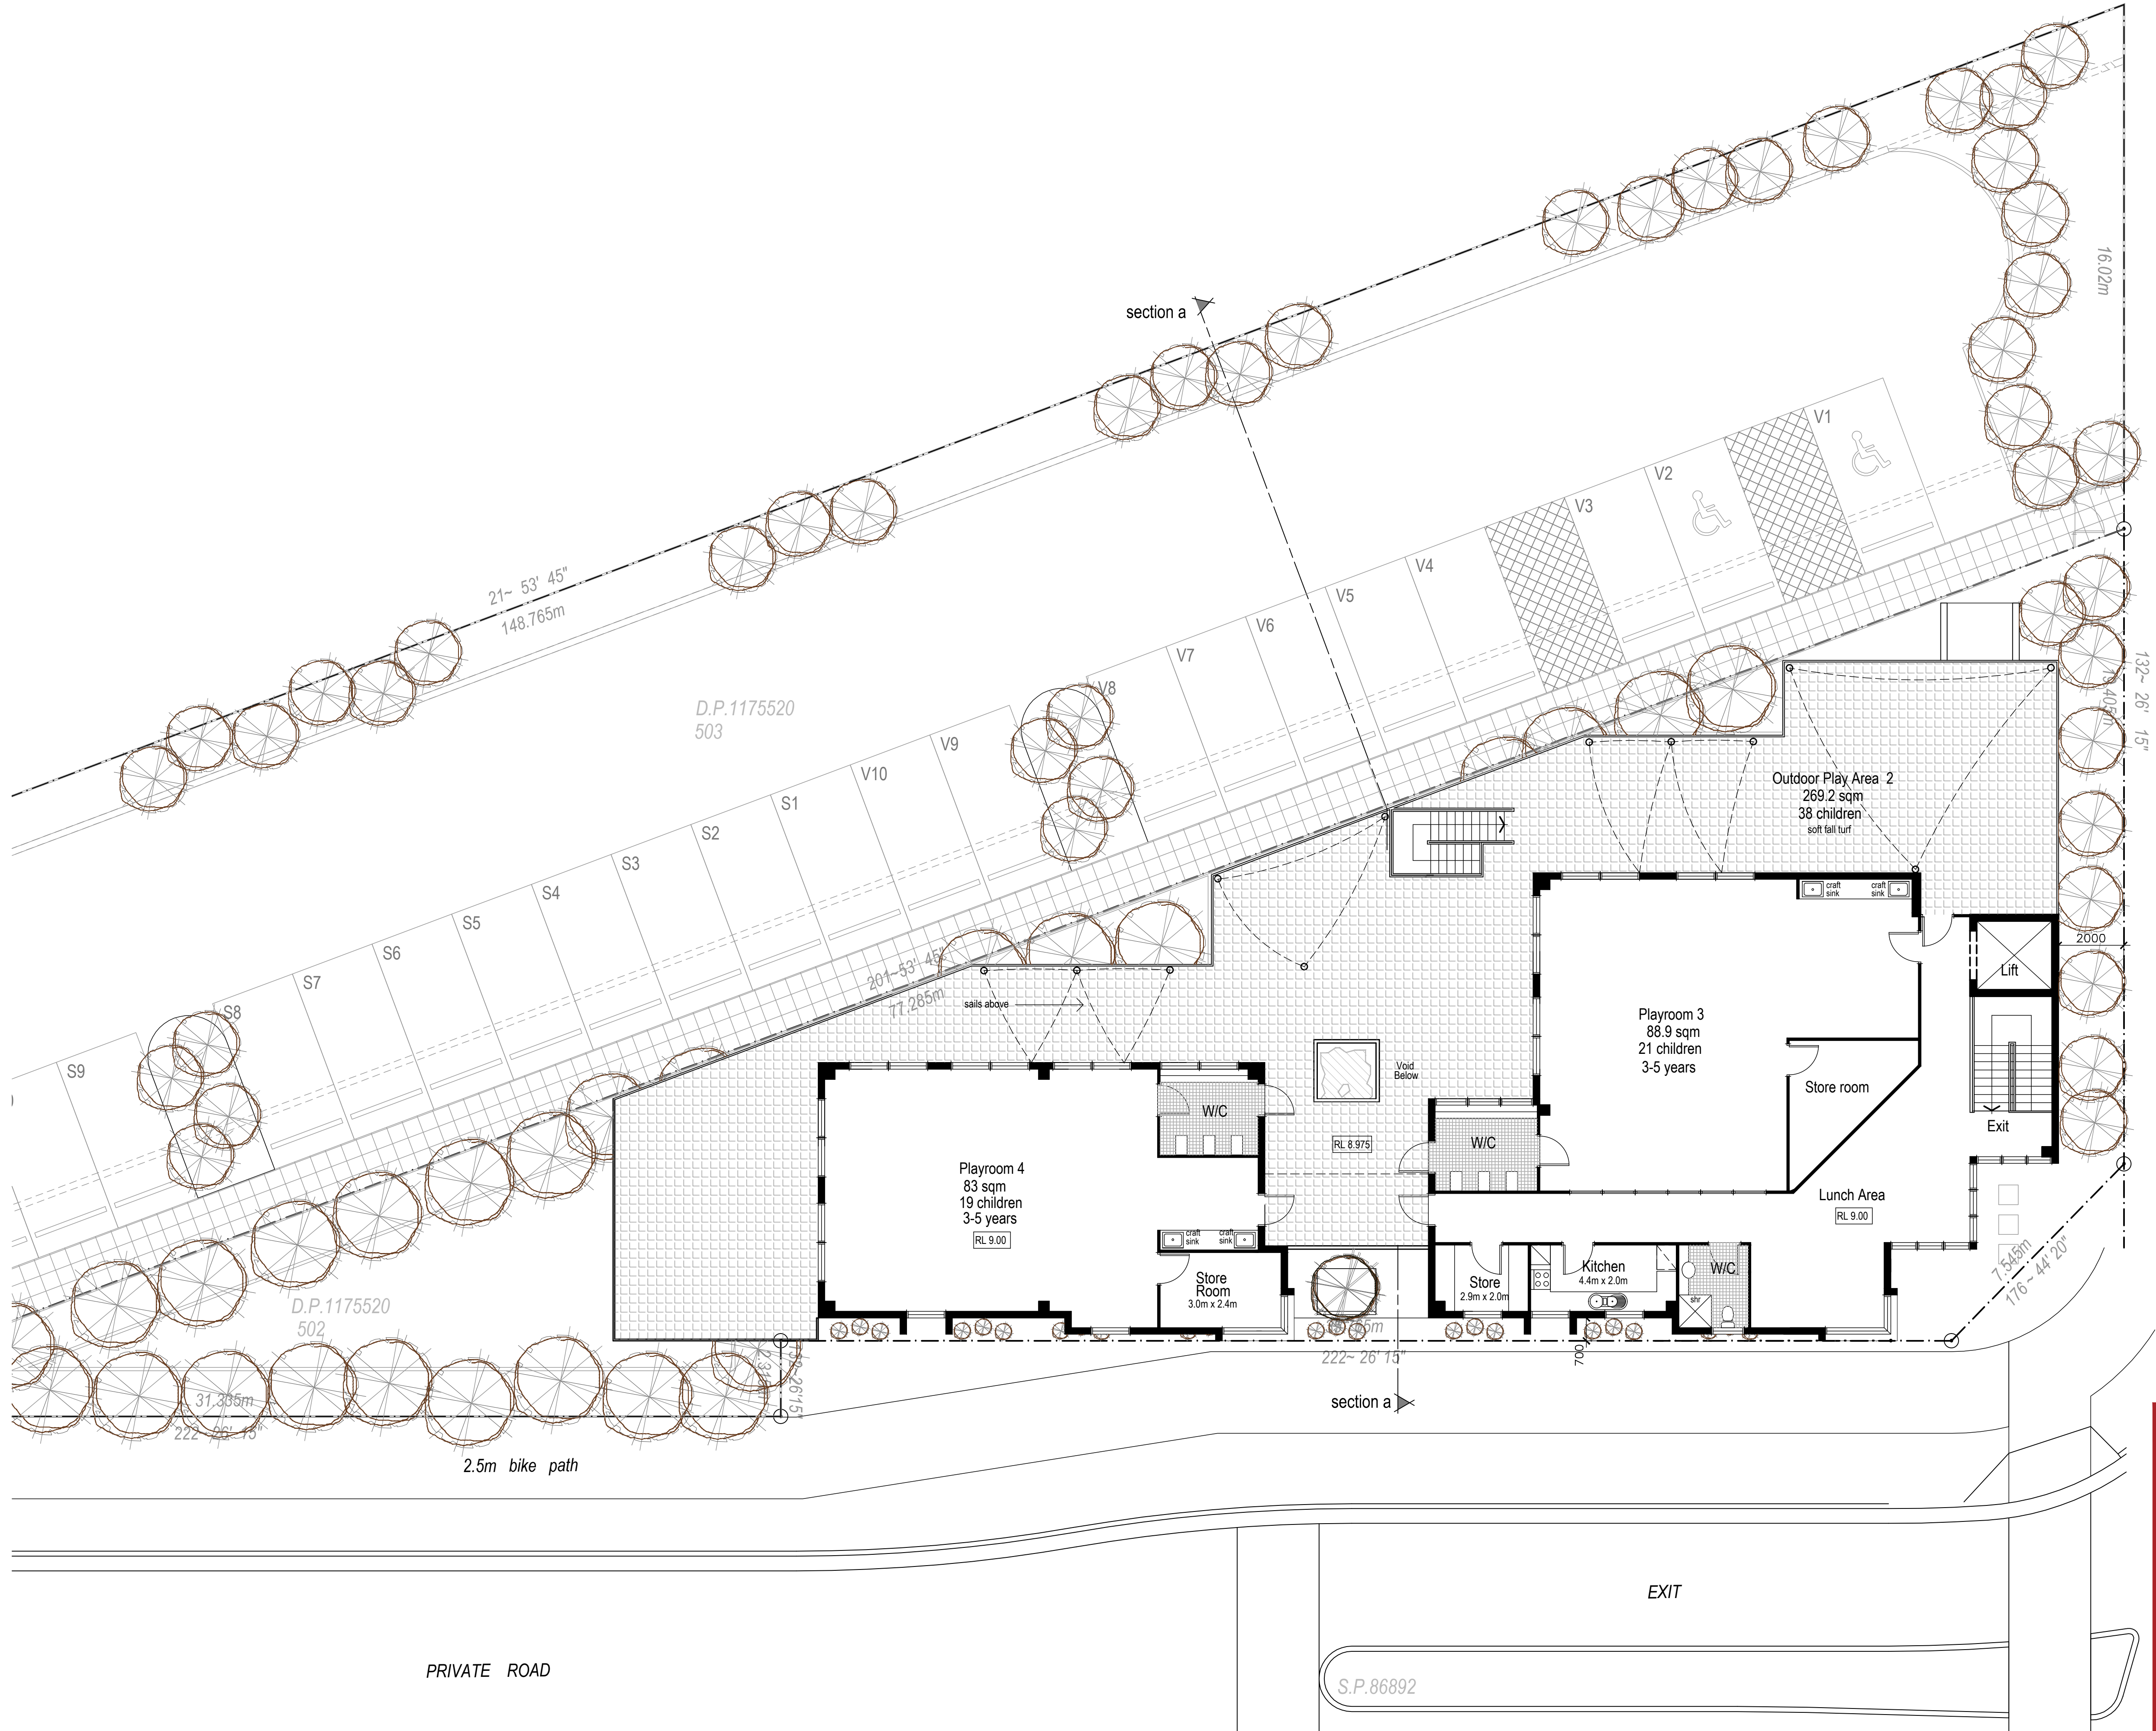 16.02m
section a
V1
V2
V3
V4
V5
V6
V7
V8
V9
V10
S1
S2
S3
S4
S5
S6
S7
S8
S9
21~ 53' 45"
148.765m
D.P.1175520
503
132~ 26' 15"
201~53' 45"
77.285m
sails above
Outdoor Play Area 2
269.2 sqm
38 children
soft fall turf
craft sink
craft sink
2000
Lift
Playroom 3
88.9 sqm
21 children
3-5 years
Store room
Exit
Void
Below
W/C
RL 8.975
W/C
Playroom 4
83 sqm
19 children
3-5 years
RL 9.00
craft sink
craft sink
Store
Room
3.0m x 2.4m
Lunch Area
RL 9.00
Store
2.9m x 2.0m
Kitchen
4.4m x 2.0m
W/C
shr
7.545m
176~ 44' 20"
D.P.1175520
502
222~ 26' 15"
700
section a
31.335m
222~ 26' 15"
2.5m bike path
EXIT
PRIVATE ROAD
S.P.86892